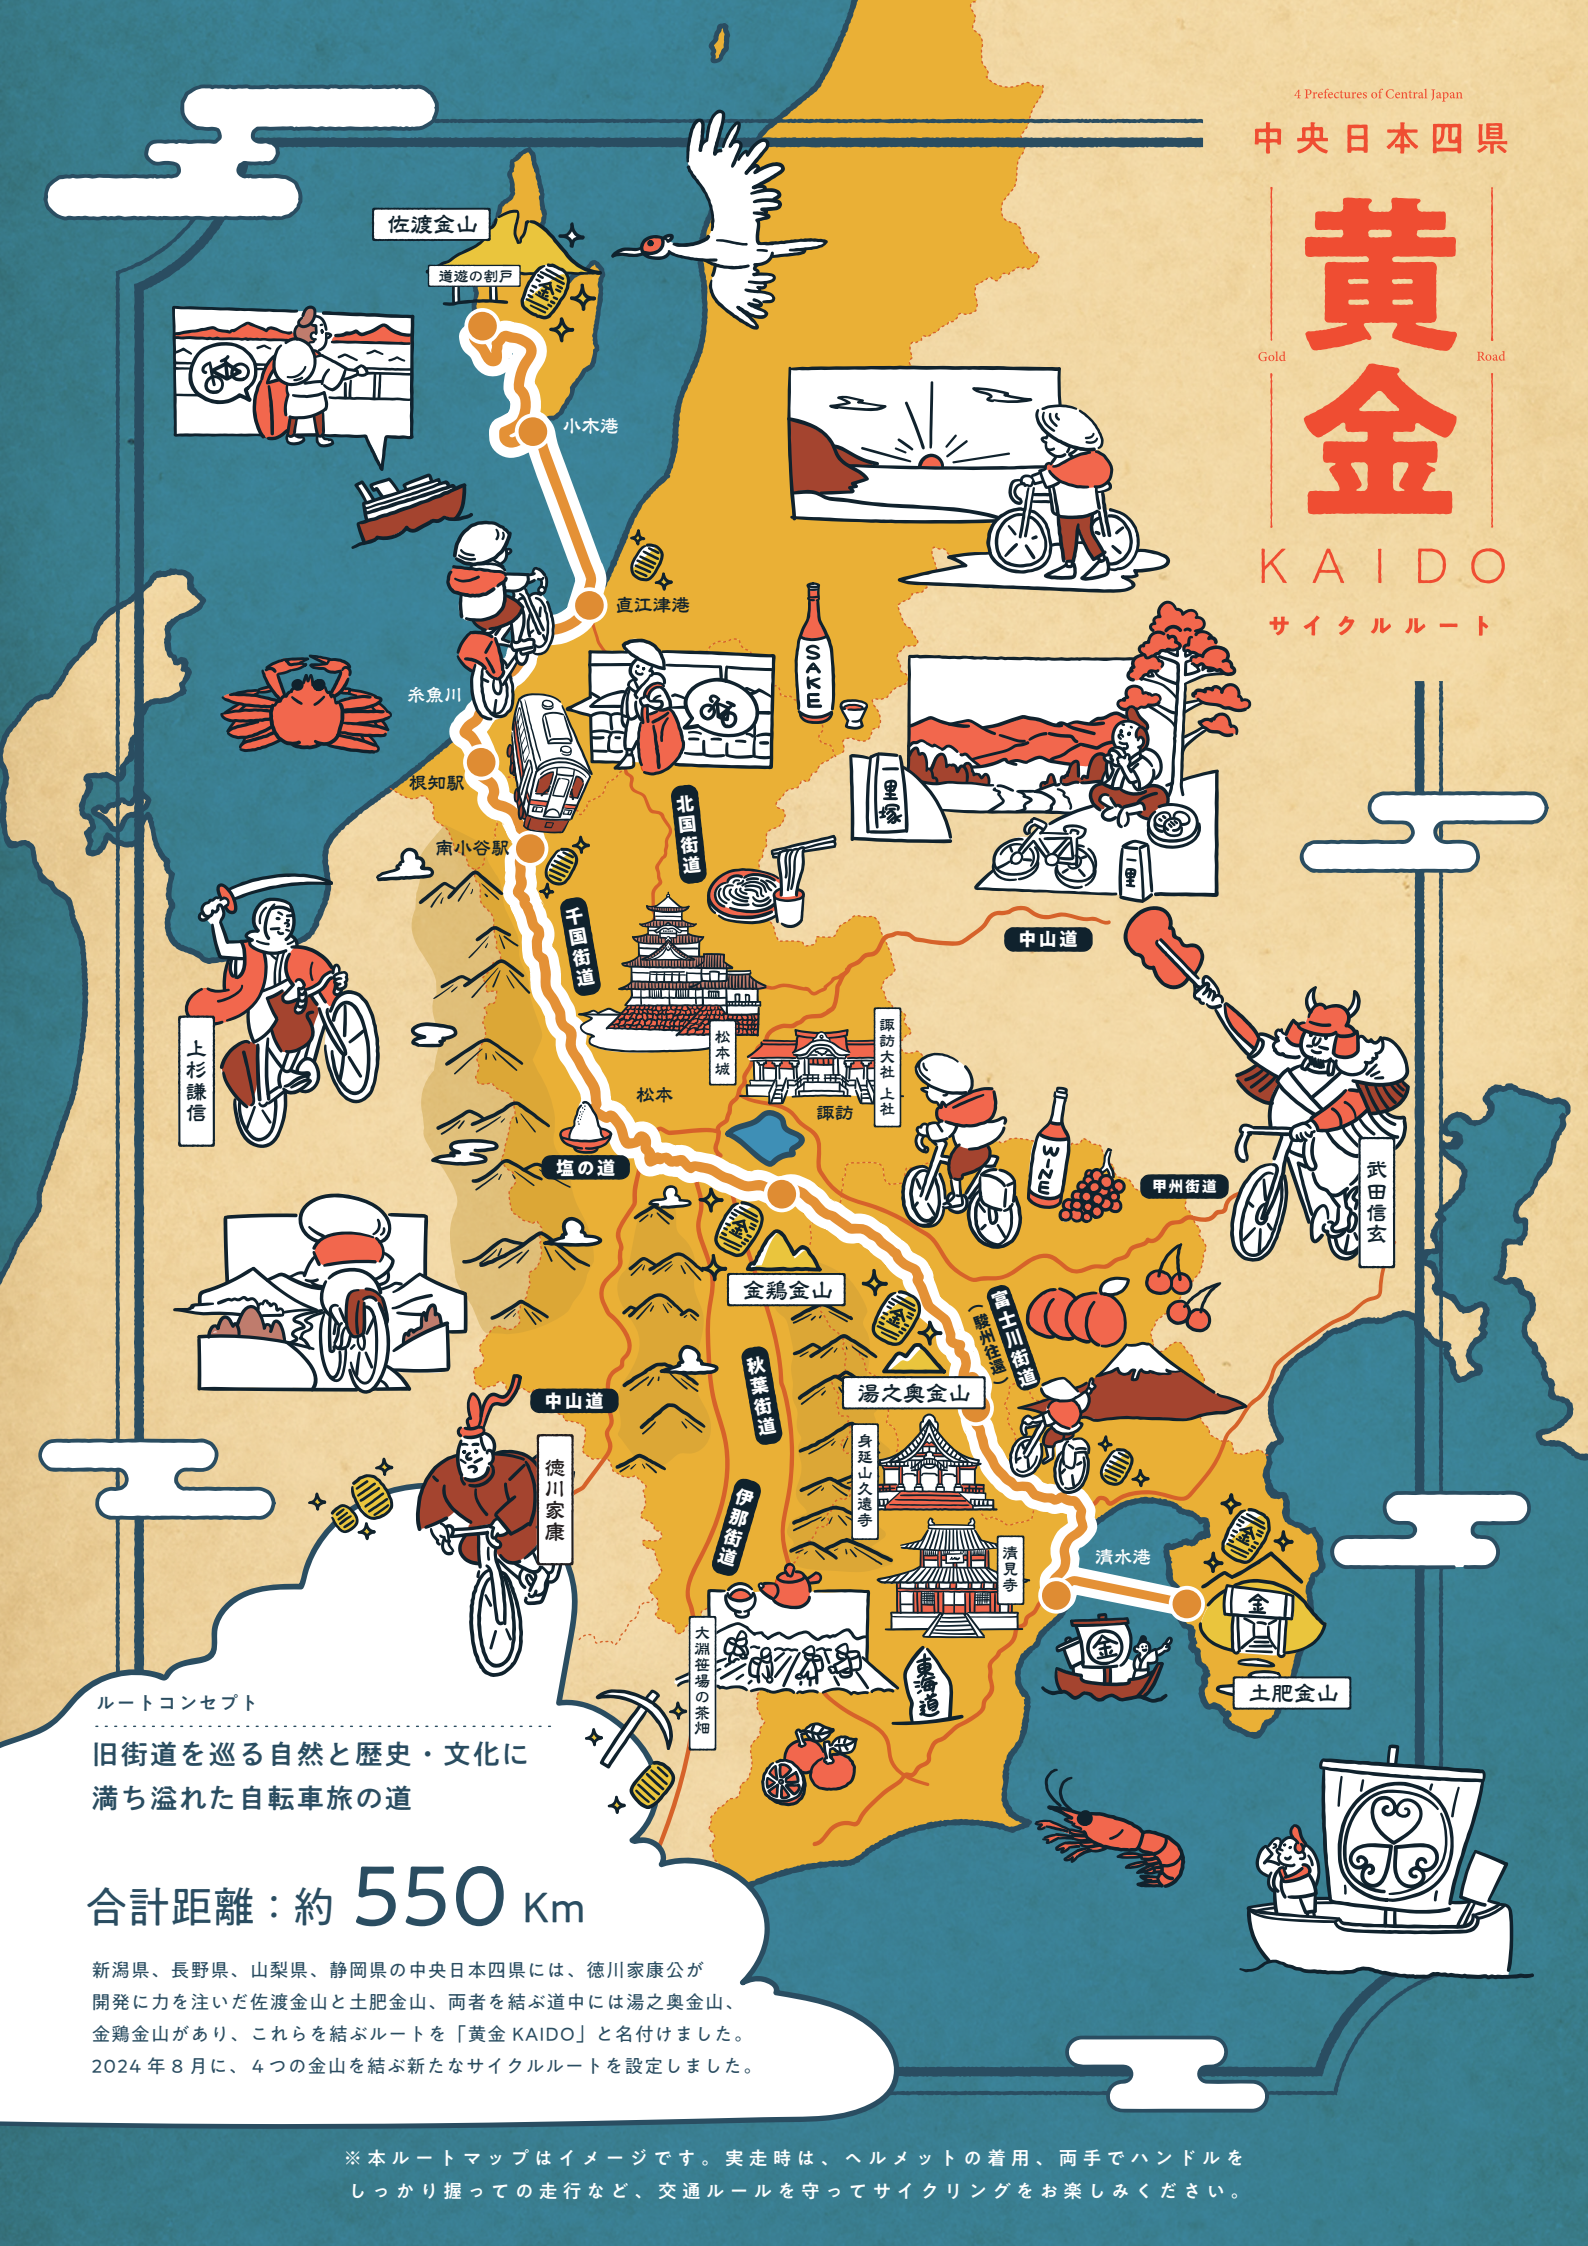 4 Prefectures of Central Japan
中央日本四県
黄金
Gold
Road
KAIDO
サイクルルート
佐渡金山
道遊の割戸
金
小木港
直江津港
糸魚川
根知駅
南小谷駅
SAKE
北国街道
千国街道
一里塚
一里
中山道
松本城
諏訪大社 上社
松本
諏訪
塩の道
上杉謙信
WINE
甲州街道
武田信玄
金
金鶏金山
金
富士川街道
(駿州往還)
湯之奥金山
中山道
秋葉街道
徳川家康
身延山久遠寺
伊那街道
清見寺
清水港
金
金
金
土肥金山
大淵笹場の茶畑
東海道
ルートコンセプト
旧街道を巡る自然と歴史・文化に
満ち溢れた自転車旅の道
合計距離:約 550 Km
新潟県、長野県、山梨県、静岡県の中央日本四県には、徳川家康公が
開発に力を注いだ佐渡金山と土肥金山、両者を結ぶ道中には湯之奥金山、
金鶏金山があり、これらを結ぶルートを「黄金 KAIDO」と名付けました。
2024 年 8 月に、4 つの金山を結ぶ新たなサイクルルートを設定しました。
※本ルートマップはイメージです。実走時は、ヘルメットの着用、両手でハンドルを
しっかり握っての走行など、交通ルールを守ってサイクリングをお楽しみください。